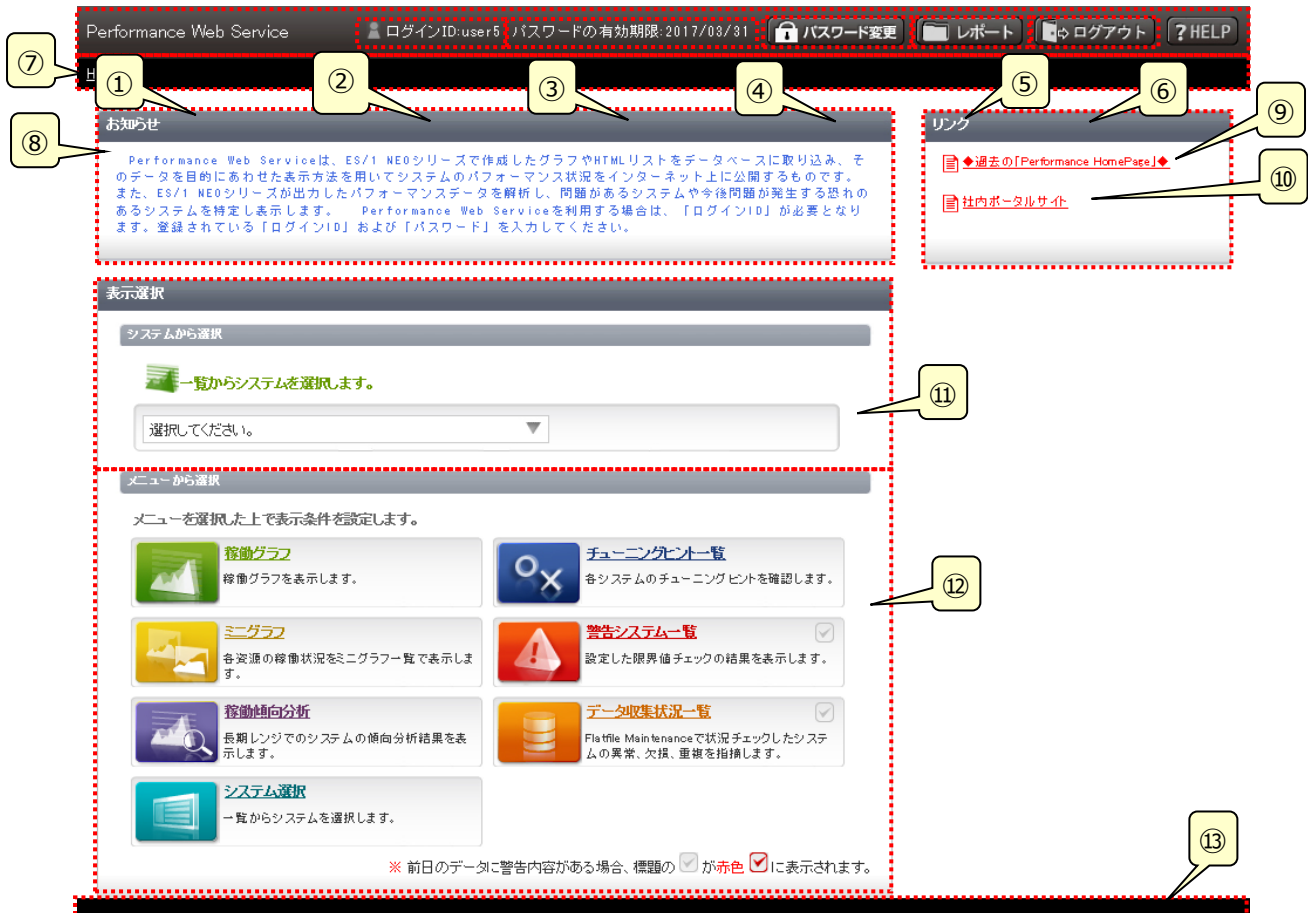 Performance Web Service
ログインID:user5
パスワードの有効期限:2017/03/31
パスワード変更
レポート
ログアウト
?HELP
⑦
H
①
②
③
④
⑤
⑥
⑧
⑨
⑩
お知らせ
Performance Web Serviceは、ES/1 NEOシリーズで作成したグラフやHTMLリストをデータベースに取り込み、そ
のデータを目的にあわせた表示方法を用いてシステムのパフォーマンス状況をインターネット上に公開するものです。
また、ES/1 NEOシリーズが出力したパフォーマンスデータを解析し、問題があるシステムや今後問題が発生する恐れの
あるシステムを特定し表示します。 Performance Web Serviceを利用する場合は、「ログインID」が必要となり
ます。登録されている「ログインID」および「パスワード」を入力してください。
リンク
◆過去の「Performance HomePage」◆
社内ポータルサイト
表示選択
システムから選択
一覧からシステムを選択します。
選択してください。
⑪
メニューから選択
メニューを選択した上で表示条件を設定します。
稼働グラフ
稼働グラフを表示します。
チューニングヒント一覧
各システムのチューニングヒントを確認します。
⑫
ミニグラフ
各資源の稼働状況をミニグラフ一覧で表示しま
す。
警告システム一覧
設定した限界値チェックの結果を表示します。
稼働傾向分析
長期レンジでのシステムの傾向分析結果を表
示します。
データ収集状況一覧
Flatfile Maintenanceで状況チェックしたシステ
ムの異常、欠損、重複を指摘します。
システム選択
一覧からシステムを選択します。
※ 前日のデータに警告内容がある場合、標題の が赤色 に表示されます。
⑬